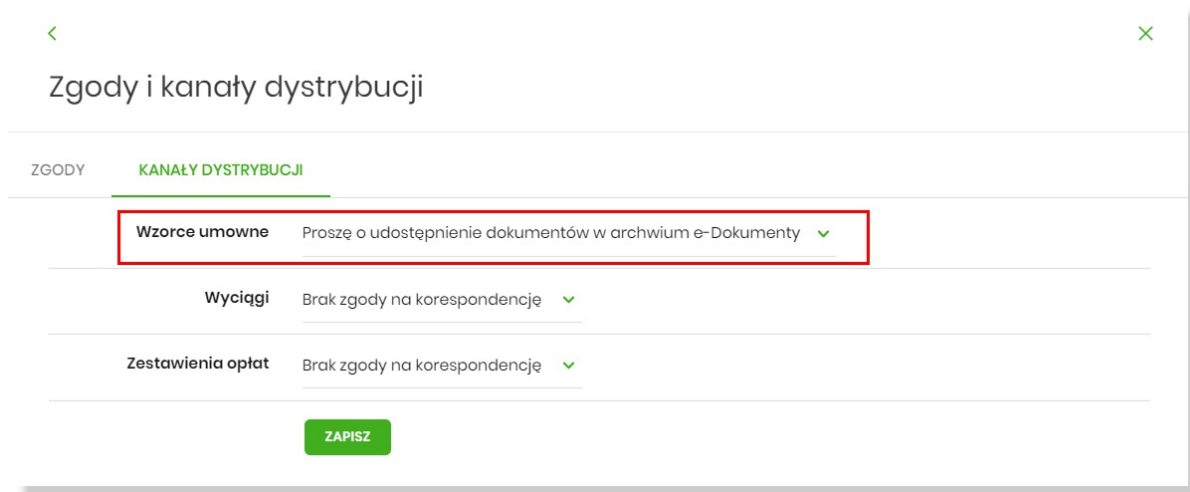 Zgody i kanały dystrybucji
ZGODY KANAŁY DYSTRYBUCJI
Wzorce umowne Proszę o udostępnienie dokumentów w archwium e-Dokumenty
Wyciągi Brak zgody na korespondencję
Zestawienia opłat Brak zgody na korespondencję
ZAPISZ